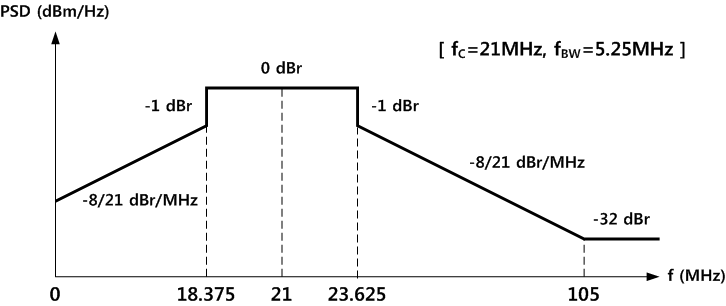 PSD (dBm/Hz)
[ fC=21MHz, fBW=5.25MHz ]
0 dBr
-1 dBr
-1 dBr
-8/21 dBr/MHz
-8/21 dBr/MHz
-32 dBr
f (MHz)
0
18.375
21
23.625
105